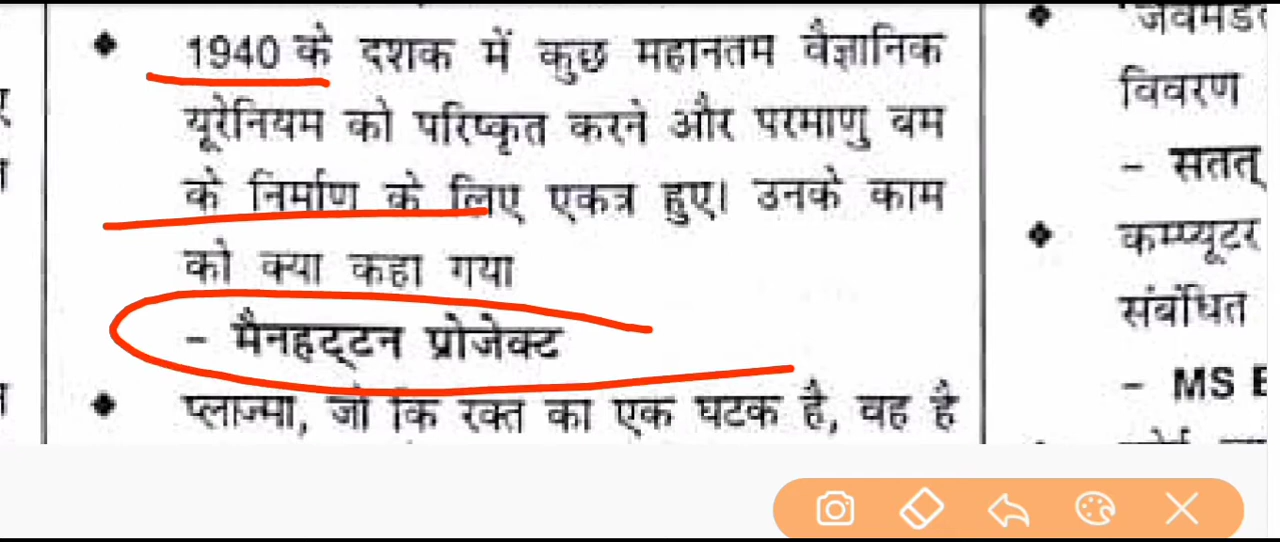 1940 के दशक में कुछ महानतम वैज्ञानिक
यूरेनियम को परिष्कृत करने और परमाणु बम
के निर्माण के लिए एकत्र हुए। उनके काम
को क्या कहा गया
– मैनहट्टन प्रोजेक्ट
प्लाज्मा, जो कि रक्त का एक घटक है, वह है
विवरण
– सतत्
कम्प्यूटर
संबंधित
– MS